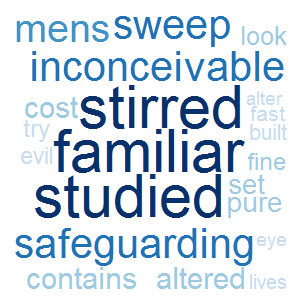 mens sweep look
inconceivable
cost stirred alter
fast
try familiar built
evil fine
studied set
pure
safeguarding eye
contains altered lives